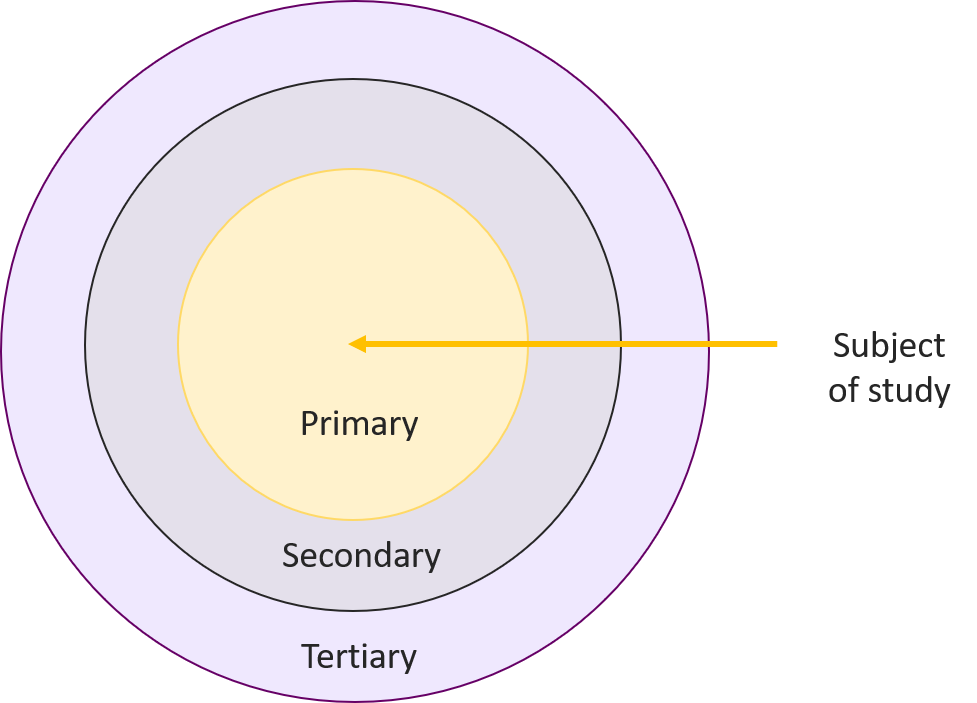 Subject
of study
Primary
Secondary
Tertiary